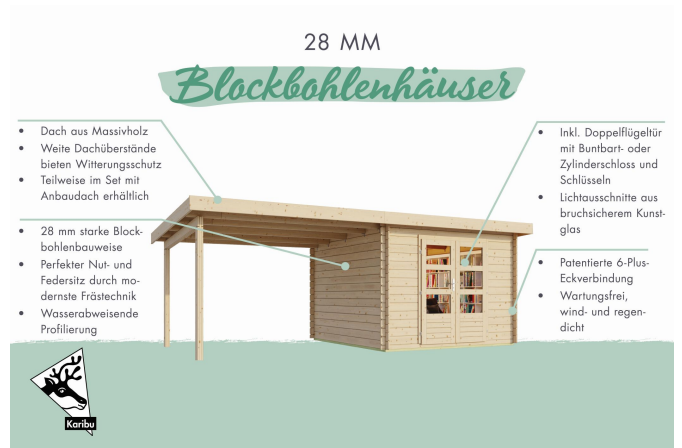 28 MM
Blockbohlenhäuser
• Dach aus Massivholz
• Weite Dachüberstände
bieten Witterungsschutz
• Teilweise im Set mit
Anbaudach erhältlich
• 28 mm starke Block-
bohlenbauweise
• Perfekter Nut- und
Federsitz durch mo-
dernste Frästechnik
• Wasserabweisende
Profilierung
• Inkl. Doppelflügeltür
mit Buntbart- oder
Zylinderschloss und
Schlüsseln
• Lichtausschnitte aus
bruchsicherem Kunst-
glas
• Patentierte 6-Plus-
Eckverbindung
• Wartungsfrei,
wind- und regen-
dicht
Karibu